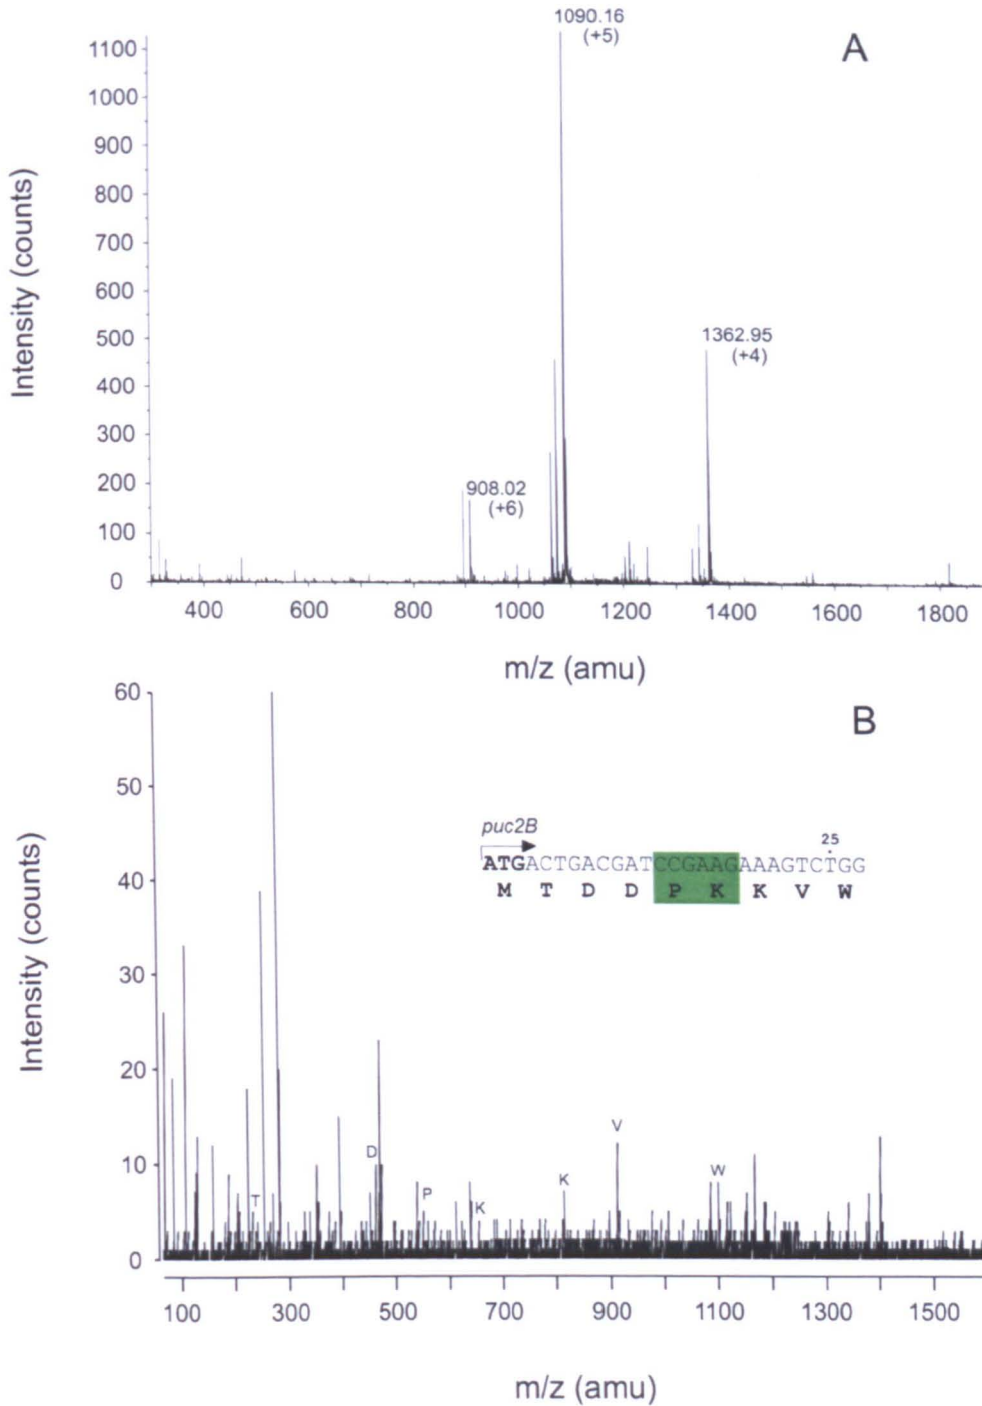 A
1090.16
(+5)
1362.95
(+4)
908.02
(+6)
Intensity (counts)
1100
1000
900
800
700
600
500
400
300
200
100
0
400 600 800 1000 1200 1400 1600 1800
m/z (amu)
B
60
50
40
30
20
10
0
Intensity (counts)
puc2B
25
ATGACTGACGATCCGAAGAAAGTCTGG
M T D D P K K V W
T
D
P
K
K
V
W
100 300 500 700 900 1100 1300 1500
m/z (amu)